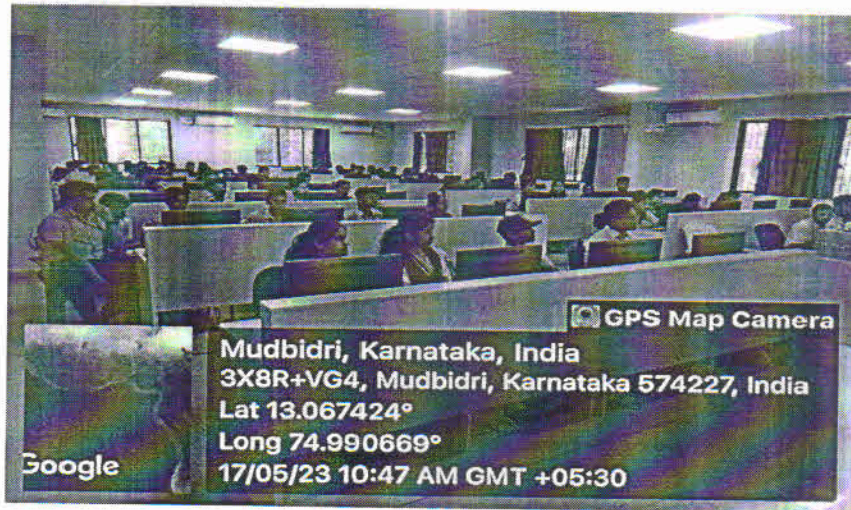 GPS Map Camera
Mudbidri, Karnataka, India
3X8R+VG4, Mudbidri, Karnataka 574227, India
Lat 13.067424°
Long 74.990669°
17/05/23 10:47 AM GMT +05:30
Google